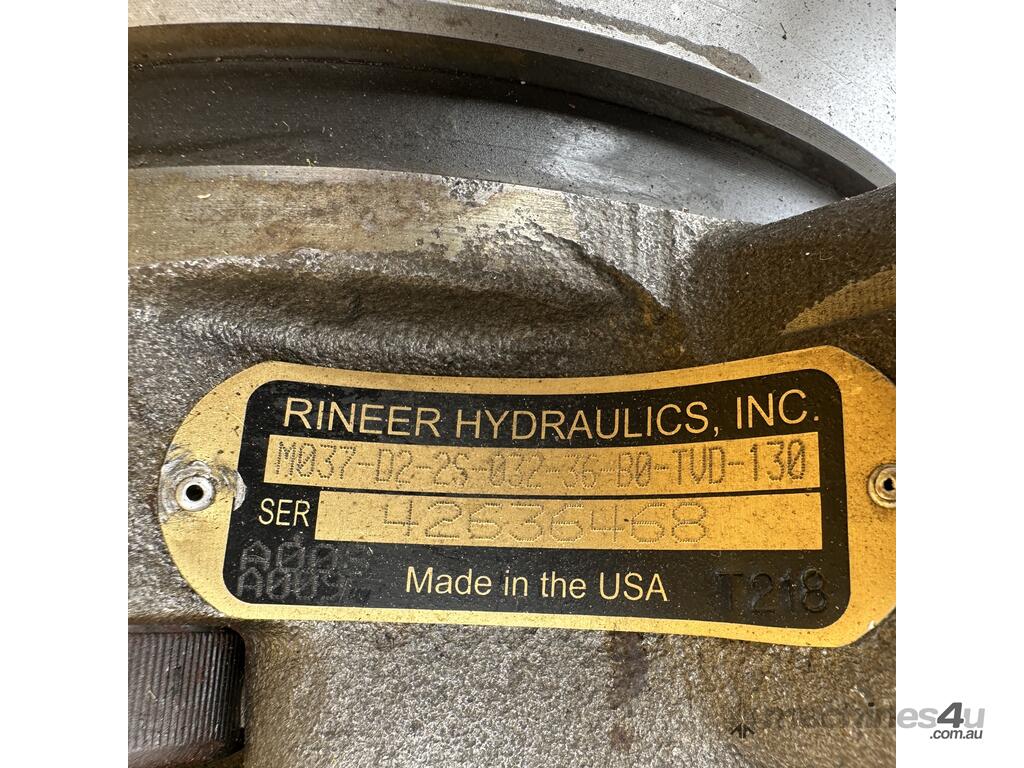 RINEER HYDRAULICS, INC.
M037-D2-2S-032-36-B0-TVD-130
SER 42636468
A009
Made in the USA T218
machines4u
.com.au